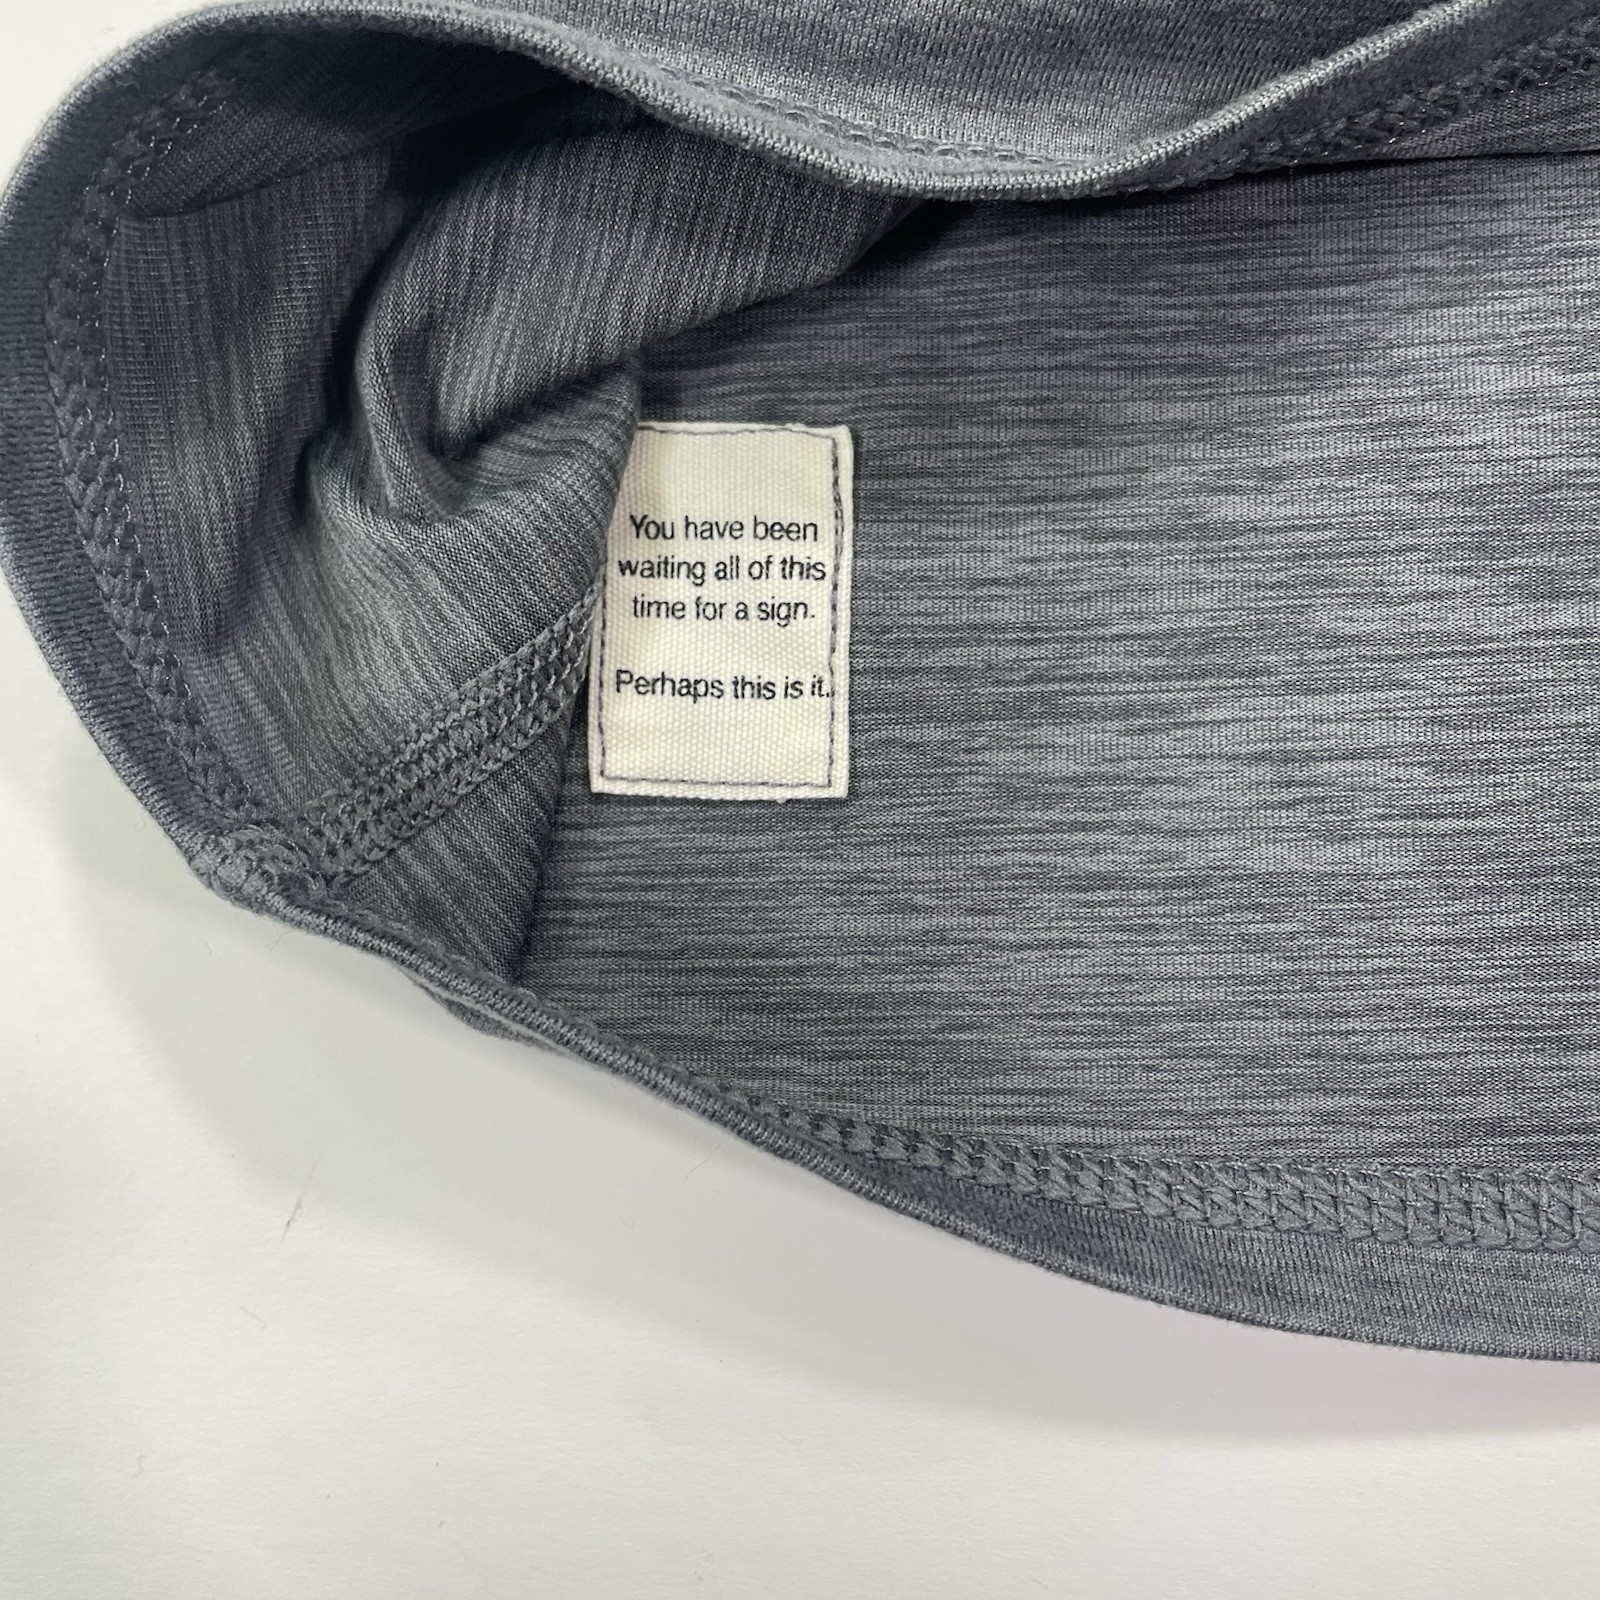 You have been
waiting all of this
time for a sign.
Perhaps this is it.